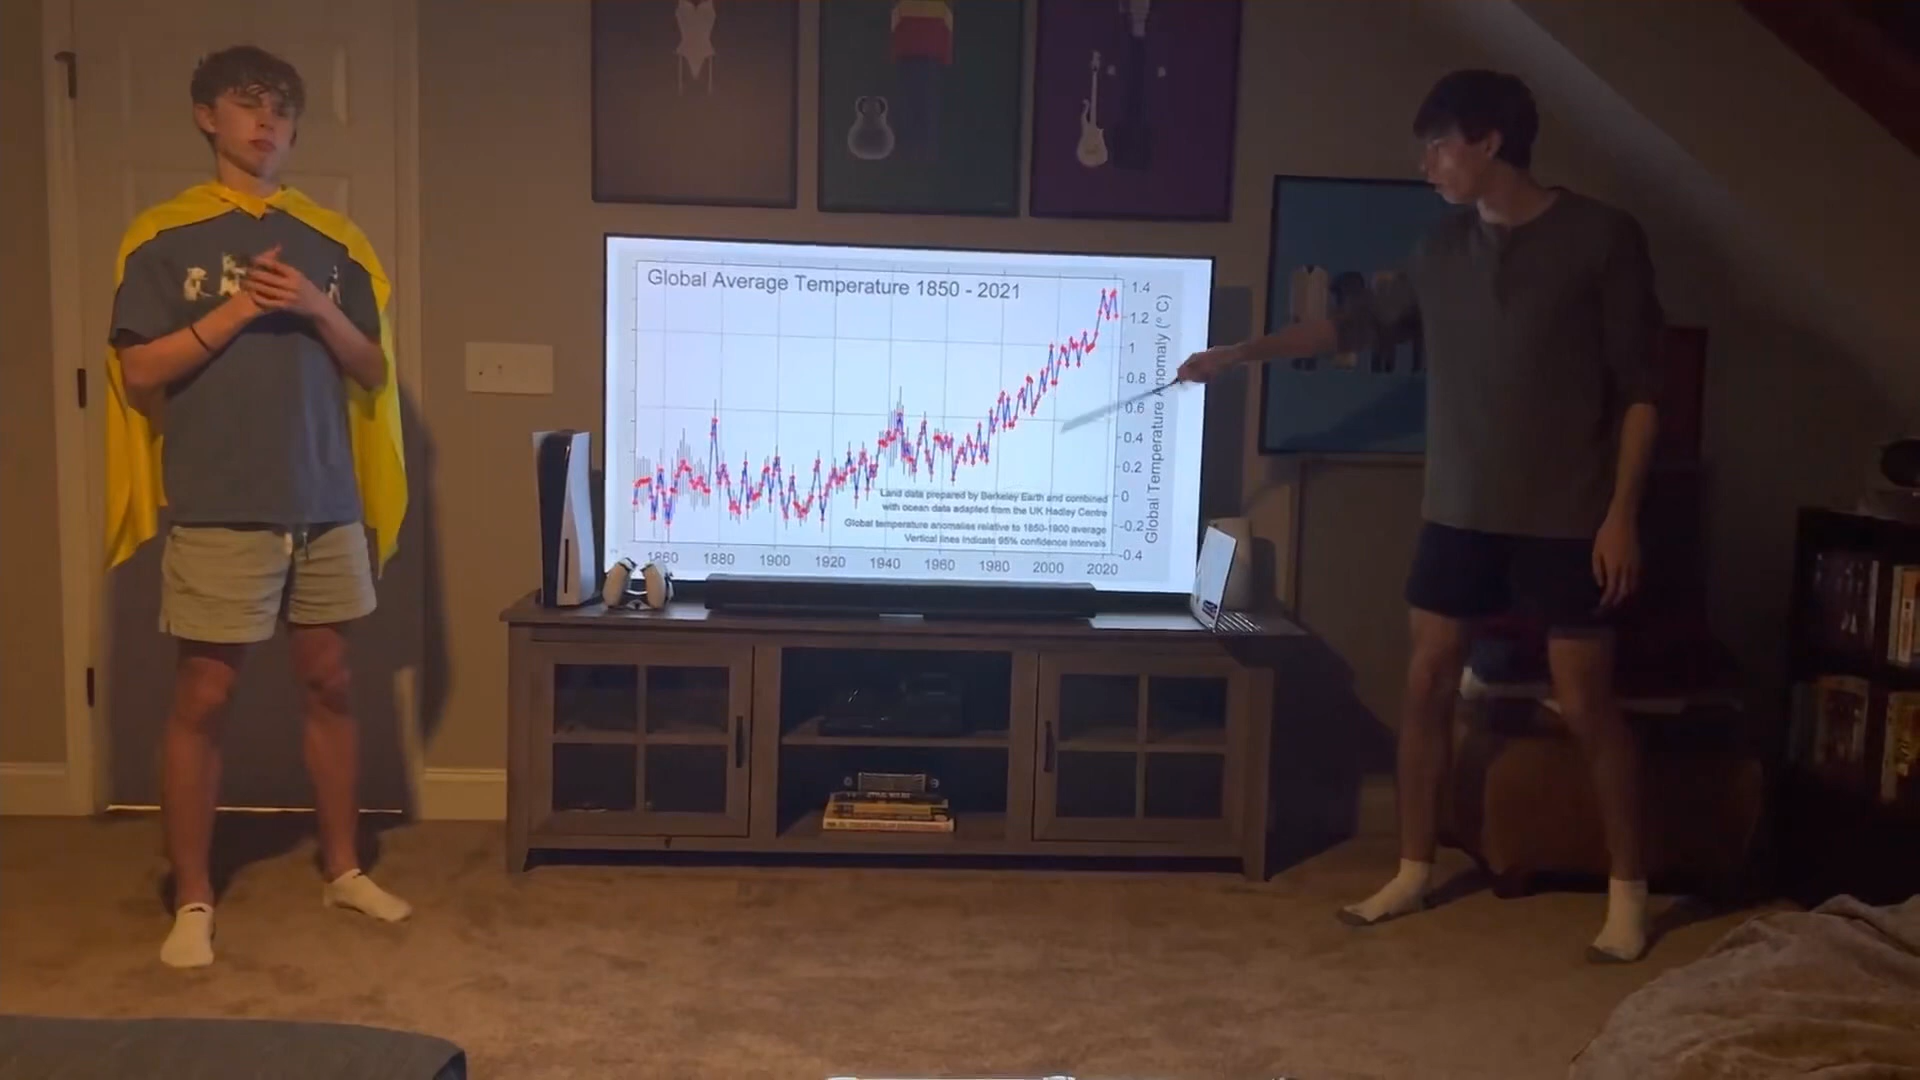 Global Average Temperature 1850 - 2021
1.4
1.2
1
0.8
0.6
0.4
0.2
0
-0.2
-0.4
Global Temperature Anomaly (° C)
Land data prepared by Berkeley Earth and combined
with ocean data adapted from the UK Hadley Centre
Global temperature anomalies relative to 1850-1900 average
Vertical lines indicate 95% confidence intervals
1860 1880 1900 1920 1940 1960 1980 2000 2020